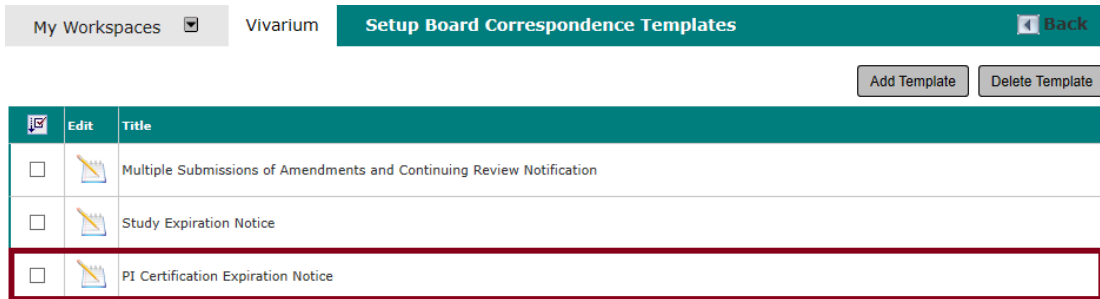 My Workspaces Vivarium Setup Board Correspondence Templates Back
Add Template Delete Template
Edit Title
Multiple Submissions of Amendments and Continuing Review Notification
Study Expiration Notice
PI Certification Expiration Notice